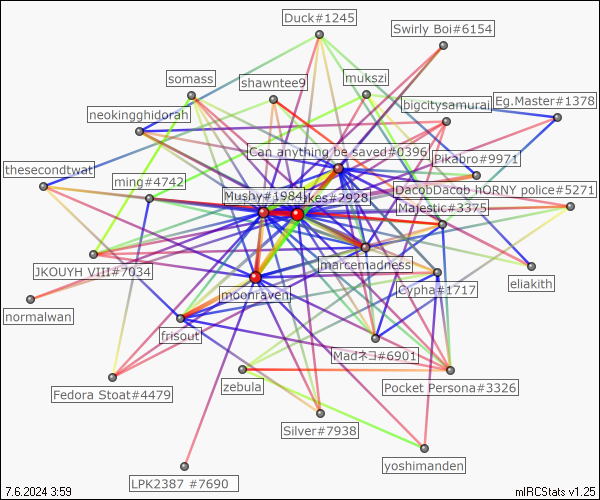 Duck#1245
Swirly Boi#6154
somass
shawntee9
mukszi
bigcitysamurai
Eg.Master#1378
neokingghidorah
Can anything be saved#0396
Pikabro#9971
thesecondtwat
ming#4742
DacobDacob hORNY police#5271
Mushy#1984
akes#2928
Majestic#3375
marcemadness
JKOUYH VIII#7034
eliakith
Cypha#1717
moonraven
normalwan
frisout
Madネコ#6901
Fedora Stoat#4479
zebula
Pocket Persona#3326
Silver#7938
yoshimanden
LPK2387 #7690
7.6.2024 3:59
mIRCStats v1.25